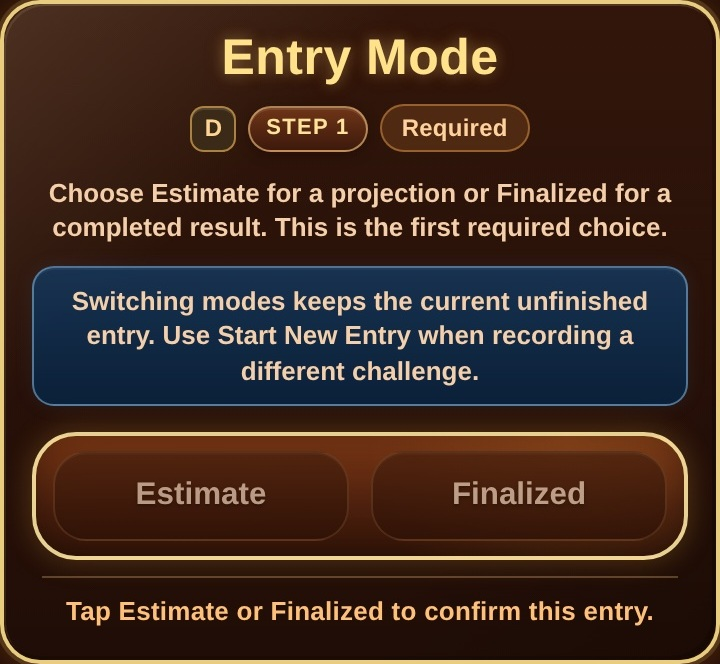 Entry Mode
D STEP 1 Required
Choose Estimate for a projection or Finalized for a
completed result. This is the first required choice.
Switching modes keeps the current unfinished
entry. Use Start New Entry when recording a
different challenge.
Estimate Finalized
Tap Estimate or Finalized to confirm this entry.